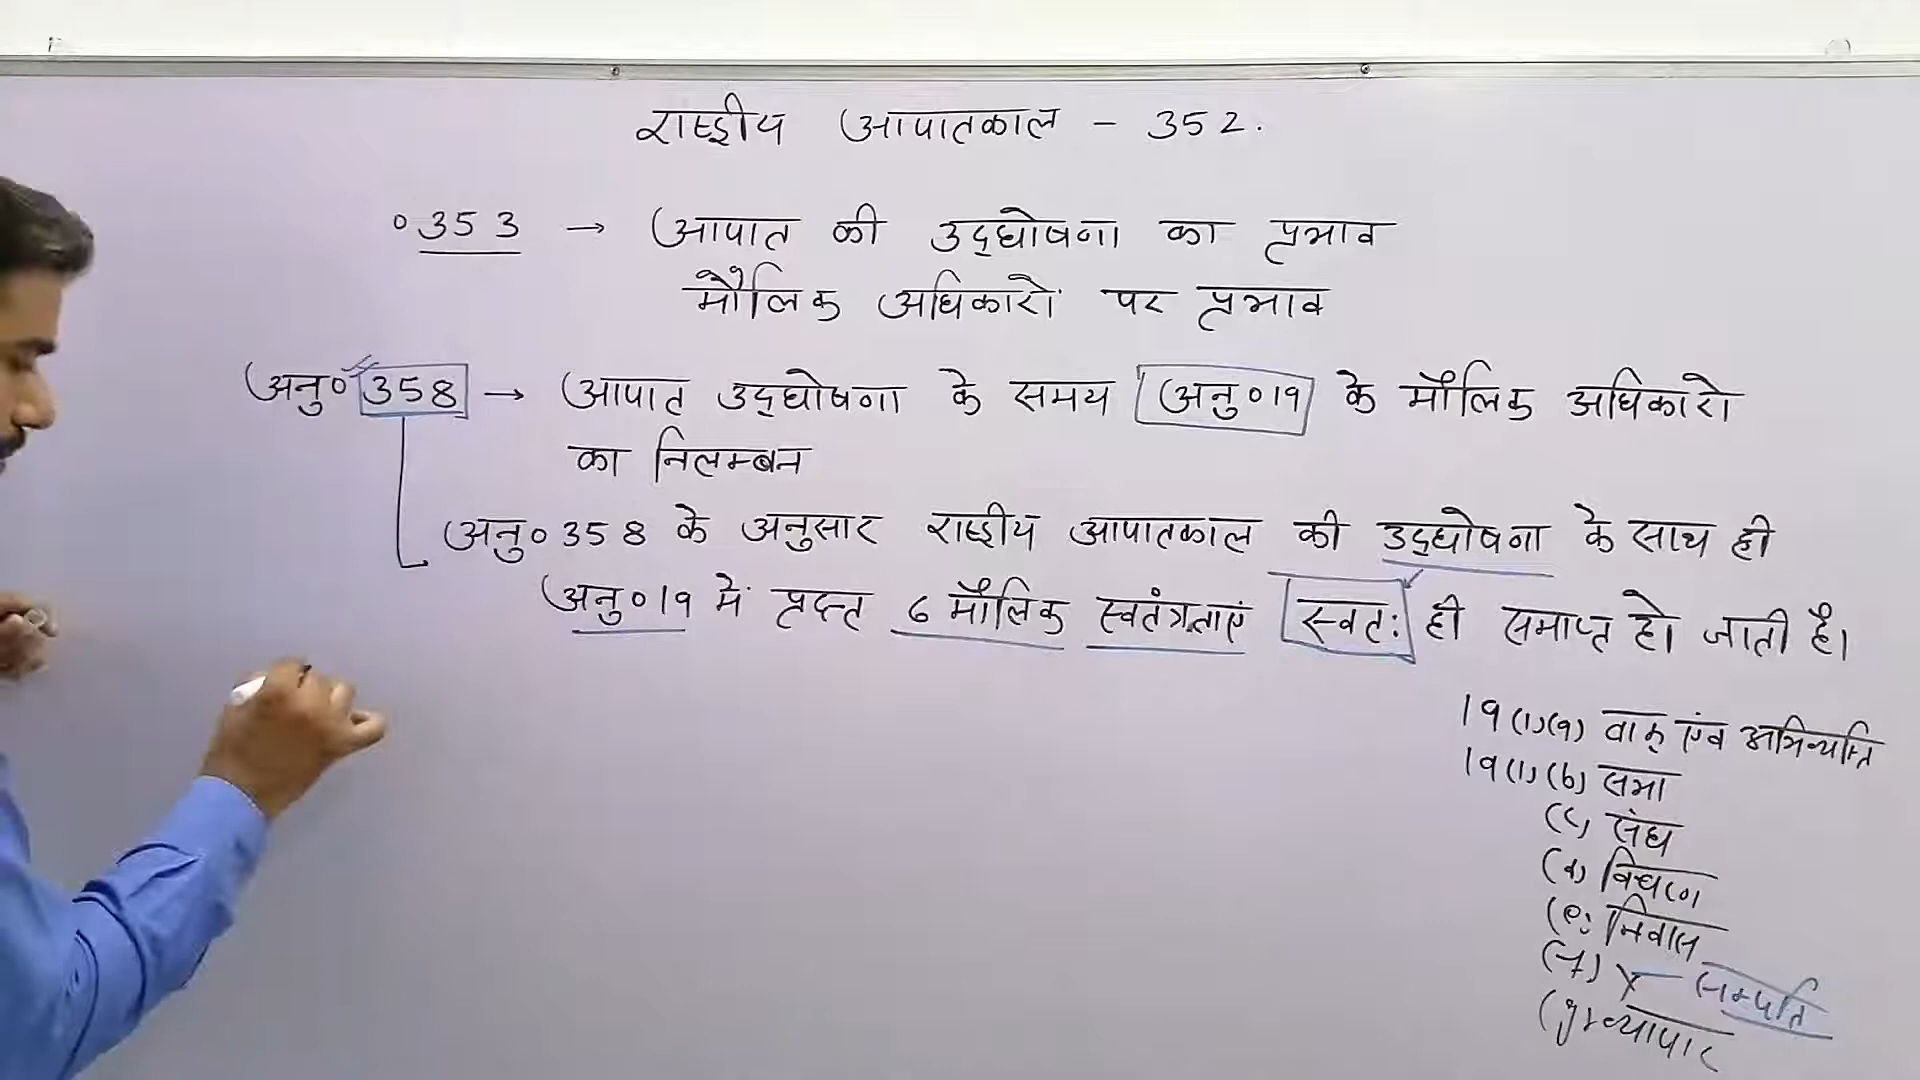 राष्ट्रीय आपातकाल - 352.
० 353 → आपात की उद्घोषणा का प्रभाव
मौलिक अधिकारों पर प्रभाव
अनु० 358 → आपात उद्घोषणा के समय अनु० 19 के मौलिक अधिकारो
का निलम्बन
अनु० 358 के अनुसार राष्ट्रीय आपातकाल की उद्घोषणा के साथ ही
अनु० 19 में प्रदत्त 6 मौलिक स्वतंत्रताएं स्वतः ही समाप्त हो जाती है।
19(1)(a) वाक् एंव अभिव्यक्ति
19(1)(b) सभा
(c) संघ
(d) विचरण
(e) निवास
(f) X सम्पत्ति
(g) व्यापार